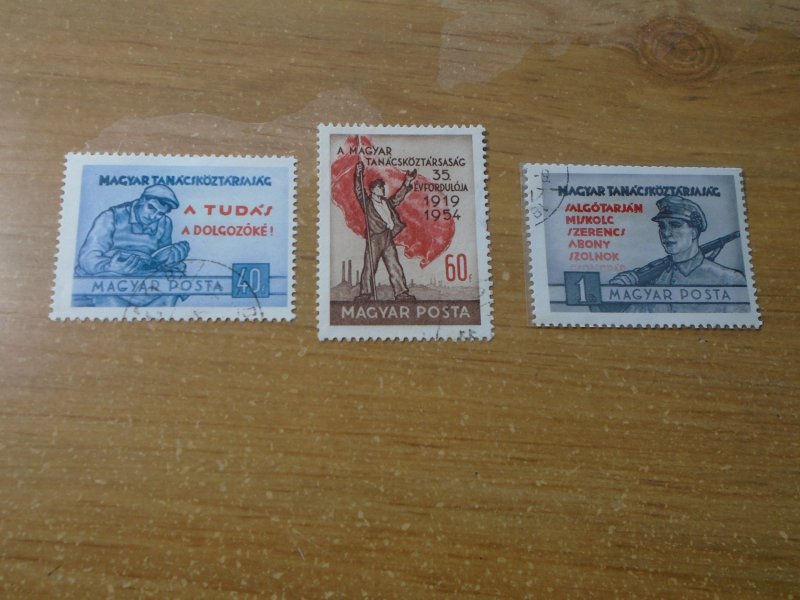 MAGYAR TANÁCSKÖZTÁRSASÁG
A TUDÁS
A DOLGOZÓKÉ!
40f
MAGYAR POSTA
A MAGYAR
TANÁCSKÖZTÁRSASÁG
35.
ÉVFORDULÓJA
1919
1954
60f
MAGYAR POSTA
MAGYAR TANÁCSKÖZTÁRSASÁG
SALGÓTARJÁN
MISKOLC
SZERENCS
ABONY
SZOLNOK
1
MAGYAR POSTA